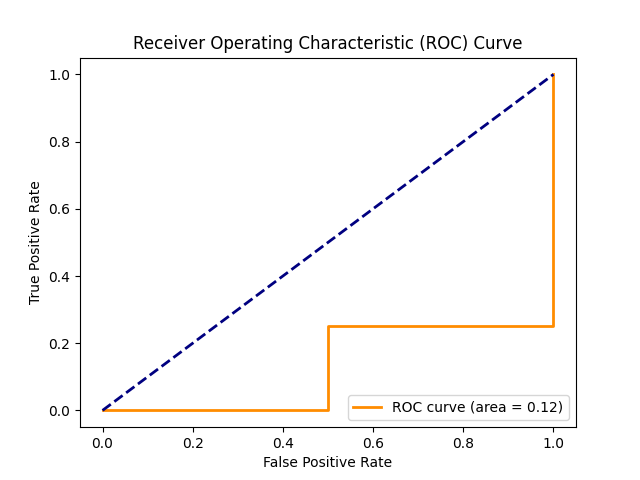 Receiver Operating Characteristic (ROC) Curve
1.0
0.8
0.6
0.4
0.2
0.0
True Positive Rate
ROC curve (area = 0.12)
0.0 0.2 0.4 0.6 0.8 1.0
False Positive Rate